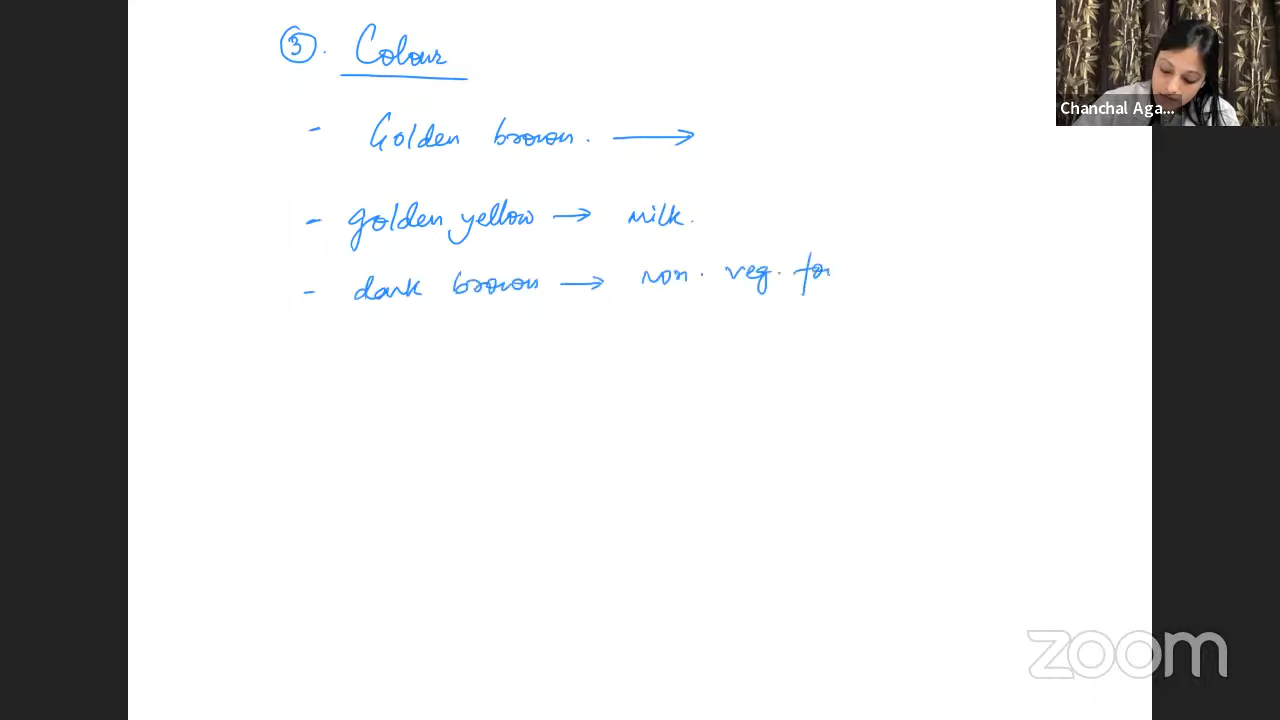 ③. Colour
- Golden brown. →
- golden yellow → milk.
- dark brown → non. veg. fo
Chanchal Aga...
zoom